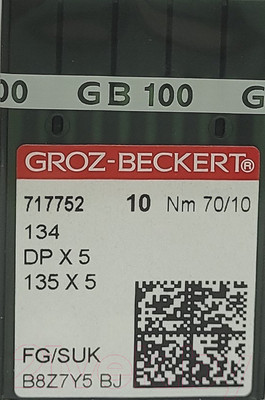 00 GB 100 G
GROZ-BECKERT®
717752 10 Nm 70/10
134
DP X 5
135 X 5
FG/SUK
B8Z7Y5 BJ